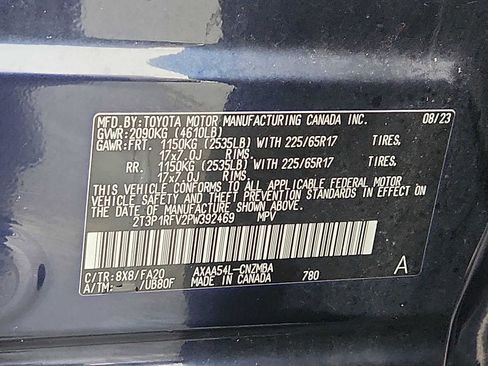 MFD.BY:TOYOTA MOTOR MANUFACTURING CANADA INC. 08/23
GVWR:2090KG (4610LB)
GAWR:FRT. 1150KG (2535LB) WITH 225/65R17 TIRES,
17x7.0J RIMS,
RR. 1150KG (2535LB) WITH 225/65R17 TIRES,
17x7.0J RIMS,
THIS VEHICLE CONFORMS TO ALL APPLICABLE FEDERAL MOTOR
VEHICLE SAFETY STANDARDS IN EFFECT ON THE DATE OF
MANUFACTURE SHOWN ABOVE.
2T3P1RFV2PW392469 MPV
C/TR:8X8/FA20 AXAA54L-CNZMBA A
A/TM:- /UB80F MADE IN CANADA 780